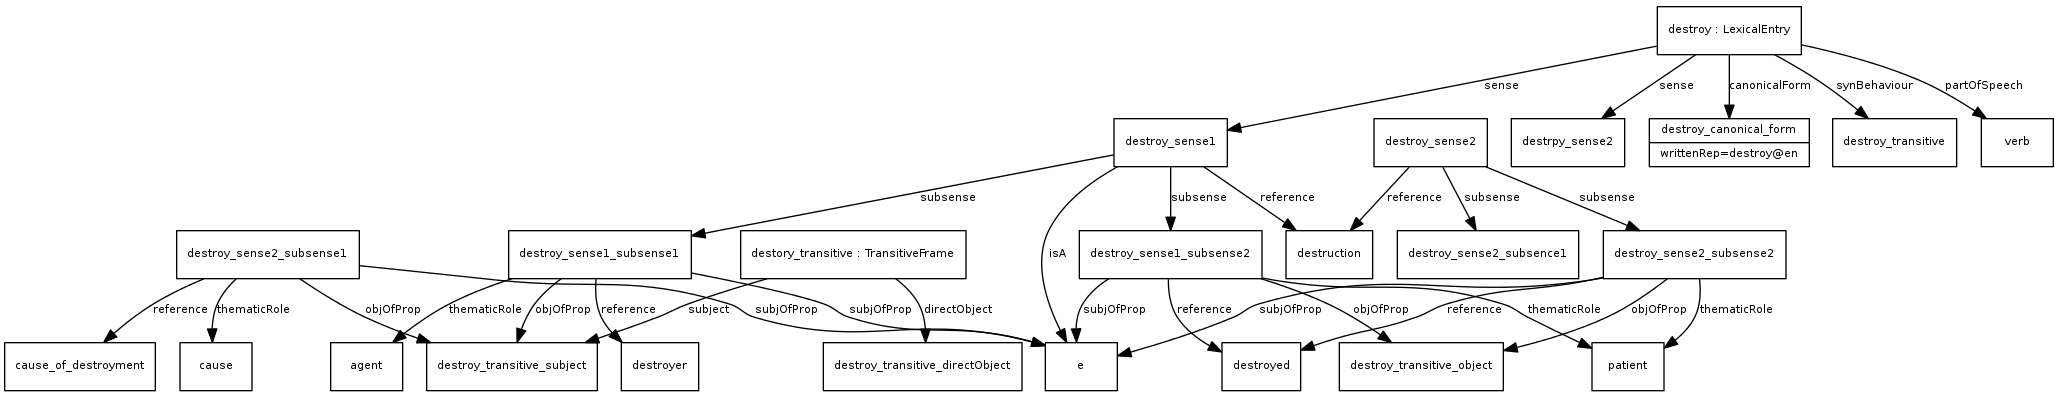 destroy : LexicalEntry
sense
sense
canonicalForm
synBehaviour
partOfSpeech
destroy_sense1
destroy_sense2
destrpy_sense2
destroy_canonical_form
writtenRep=destroy@en
destroy_transitive
verb
subsense
isA
subsense
reference
reference
subsense
subsense
destroy_sense2_subsense1
destroy_sense1_subsense1
destory_transitive : TransitiveFrame
destroy_sense1_subsense2
destruction
destroy_sense2_subsence1
destroy_sense2_subsense2
reference
thematicRole
objOfProp
thematicRole
objOfProp
reference
subject
subjOfProp
subjOfProp
directObject
subjOfProp
reference
subjOfProp
objOfProp
reference
thematicRole
objOfProp
thematicRole
cause_of_destroyment
cause
agent
destroy_transitive_subject
destroyer
destroy_transitive_directObject
e
destroyed
destroy_transitive_object
patient